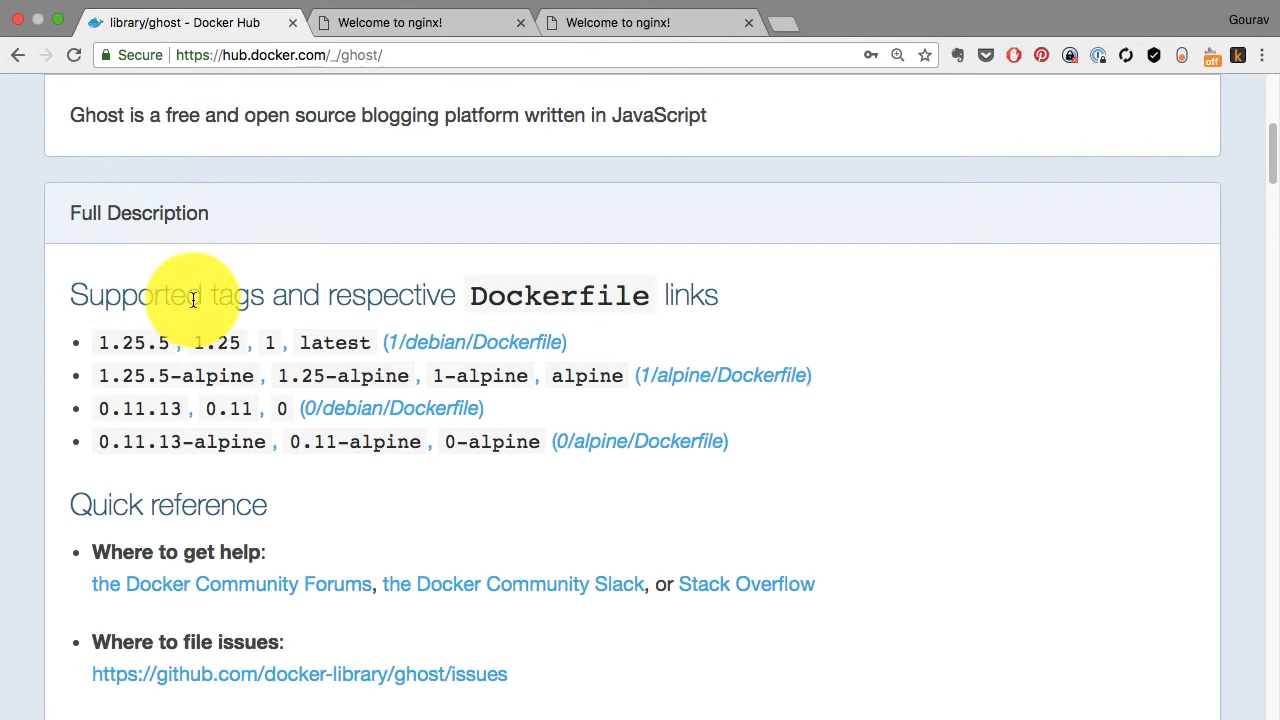 library/ghost - Docker Hub
Welcome to nginx!
Welcome to nginx!
Gourav
Secure https://hub.docker.com/_/ghost/
off
k
Ghost is a free and open source blogging platform written in JavaScript
Full Description
Supported tags and respective Dockerfile links
• 1.25.5, 1.25, 1, latest (1/debian/Dockerfile)
• 1.25.5-alpine, 1.25-alpine, 1-alpine, alpine (1/alpine/Dockerfile)
• 0.11.13, 0.11, 0 (0/debian/Dockerfile)
• 0.11.13-alpine, 0.11-alpine, 0-alpine (0/alpine/Dockerfile)
Quick reference
• Where to get help:
the Docker Community Forums, the Docker Community Slack, or Stack Overflow
• Where to file issues:
https://github.com/docker-library/ghost/issues